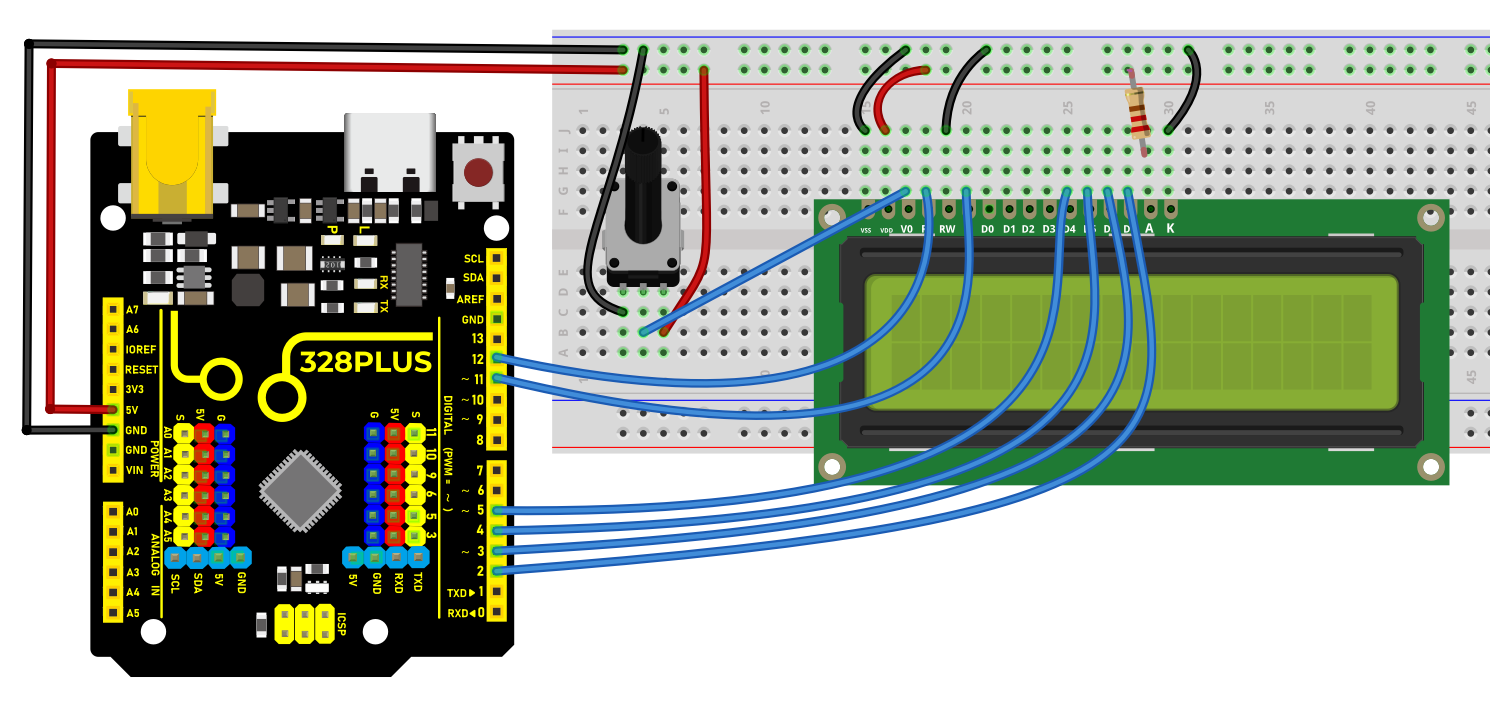 P L
201
RX
TX
328PLUS
A7
A6
IOREF
RESET
3V3
5V
GND
GND
VIN
POWER
A0
A1
A2
A3
A4
A5
ANALOG IN
S 5V G
A0
A1
A2
A3
A4
A5
SCL SDA 5V GND
G 5V S
11
10
9
6
5
3
5V GND RXD TXD
ICSP
SCL
SDA
AREF
GND
13
12
~ 11
~ 10
~ 9
8
DIGITAL (PWM = ~)
7
~ 6
~ 5
4
~ 3
2
TXD 1
RXD 0
1 5 10 15 20 25 30 35 40 45
J
I
H
G
F
E
D
C
B
A
1 45
VSS VDD V0 RW D0 D1 D2 D3 D4 A K